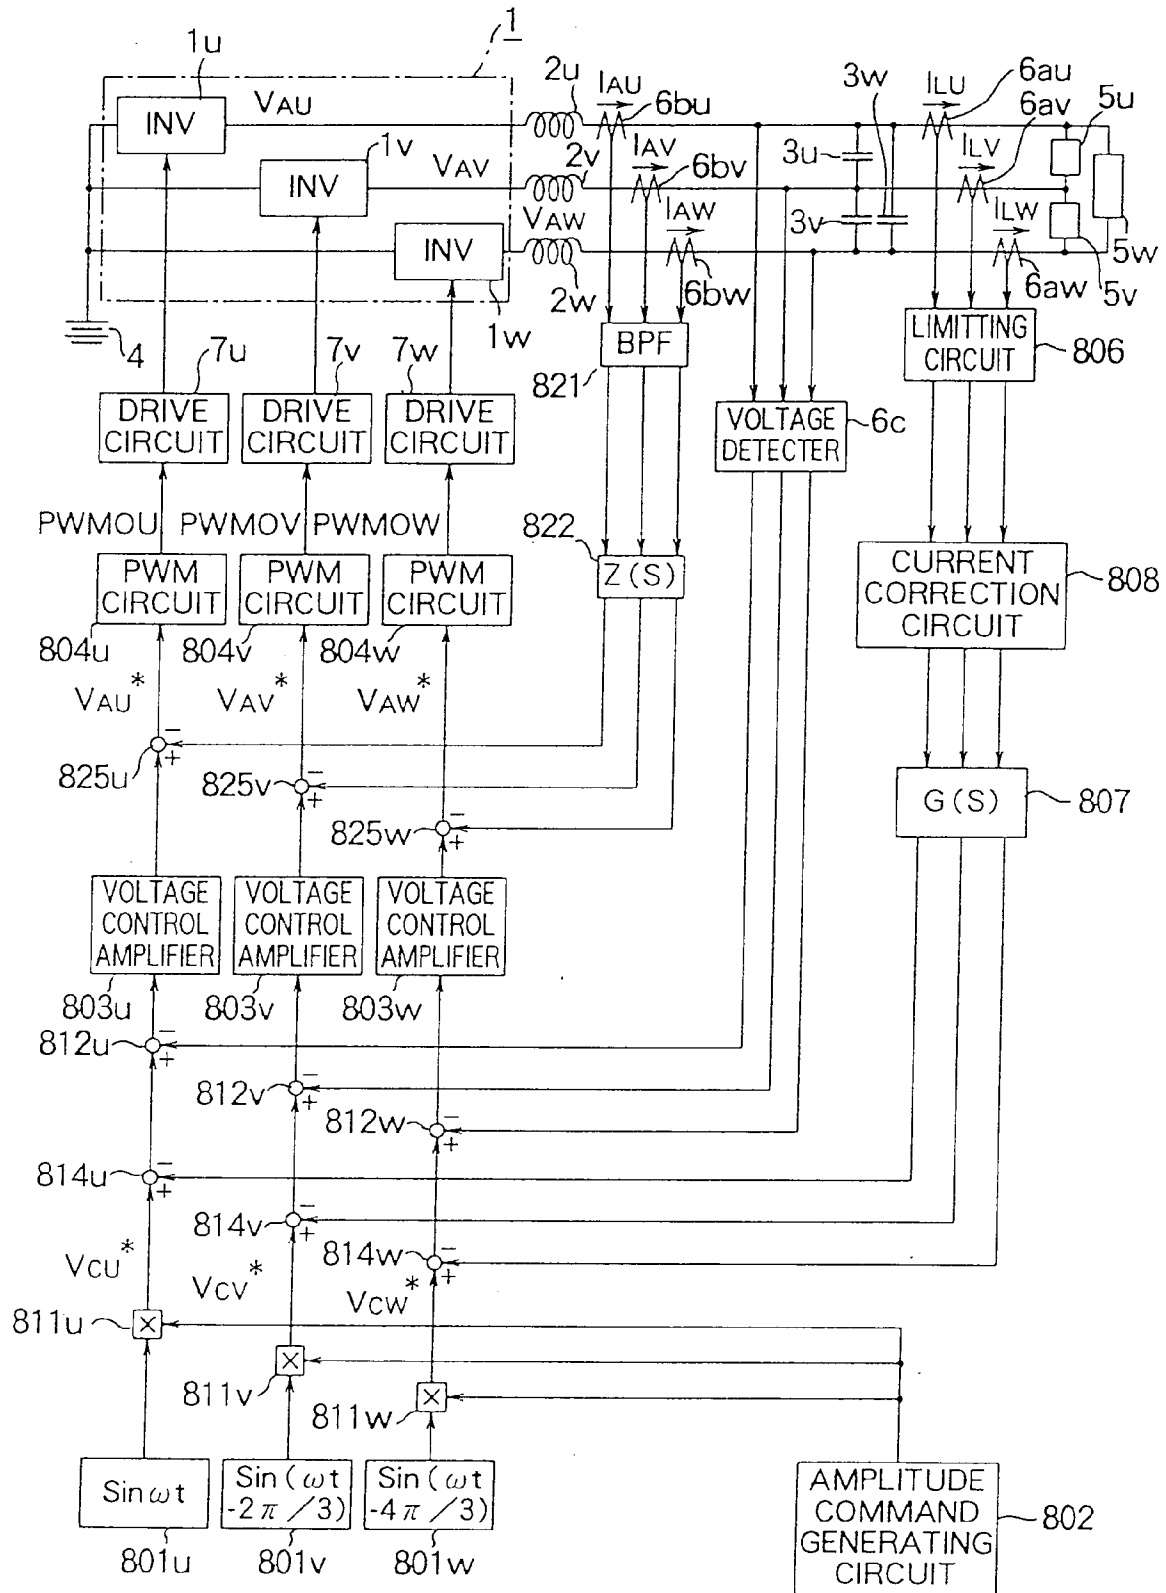 1
1u
2u
IAU
3w
ILU
6au
6av
5u
VAU
6bu
INV
1v
2v
IAV
3u
ILV
INV
VAV
6bv
VAW
IAW
3v
ILW
INV
5w
2w
6bw
6aw
5v
1w
4
7u
7v
7w
BPF
821
LIMITTING
CIRCUIT
806
DRIVE
CIRCUIT
DRIVE
CIRCUIT
DRIVE
CIRCUIT
VOLTAGE
DETECTER
6c
PWMOU
PWMOV
PWMOW
822
PWM
CIRCUIT
PWM
CIRCUIT
PWM
CIRCUIT
Z(S)
CURRENT
CORRECTION
CIRCUIT
808
804u
804v
804w
VAU*
VAV*
VAW*
−
+
825u
−
+
825v
−
+
825w
G(S)
807
VOLTAGE
CONTROL
AMPLIFIER
VOLTAGE
CONTROL
AMPLIFIER
VOLTAGE
CONTROL
AMPLIFIER
803u
803v
803w
812u
−
+
812v
−
+
812w
−
+
814u
−
+
814v
−
+
814w
−
+
VCU*
VCV*
VCW*
811u
×
811v
×
811w
×
Sin ωt
Sin(ωt
-2π/3)
Sin(ωt
-4π/3)
AMPLITUDE
COMMAND
GENERATING
CIRCUIT
802
801u
801v
801w